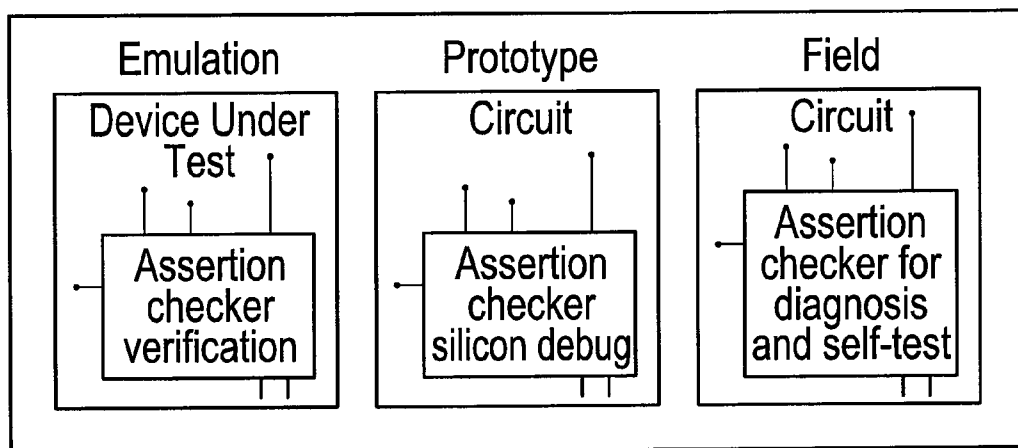 Emulation
Device Under
Test
Assertion
checker
verification
Prototype
Circuit
Assertion
checker
silicon debug
Field
Circuit
Assertion
checker for
diagnosis
and self-test